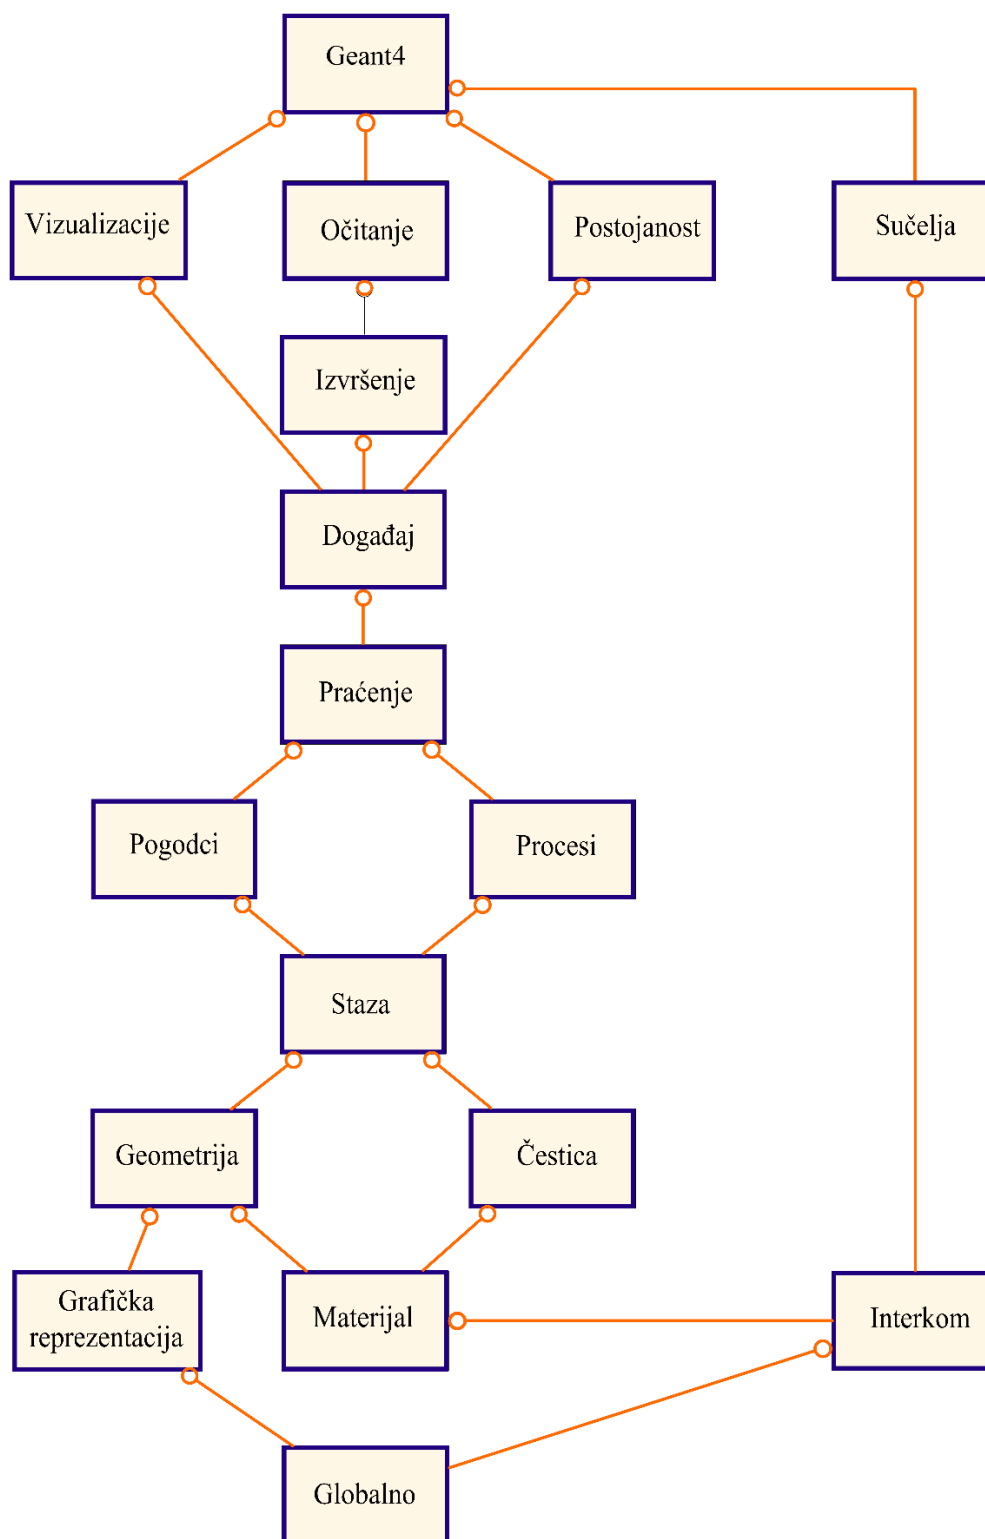 Geant4
Vizualizacije
Očitanje
Postojanost
Sučelja
Izvršenje
Događaj
Praćenje
Pogodci
Procesi
Staza
Geometrija
Čestica
Grafička
reprezentacija
Materijal
Interkom
Globalno